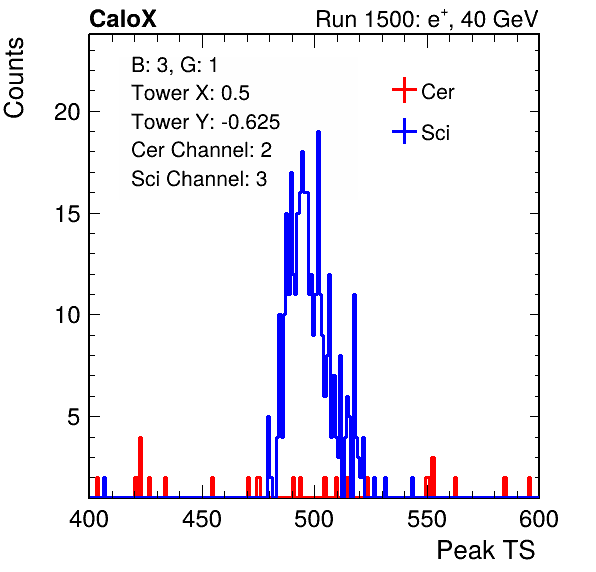 CaloX Run 1500: e+, 40 GeV
Counts
B: 3, G: 1
Tower X: 0.5
Tower Y: -0.625
Cer Channel: 2
Sci Channel: 3
Cer
Sci
20
15
10
5
400 450 500 550 600
Peak TS